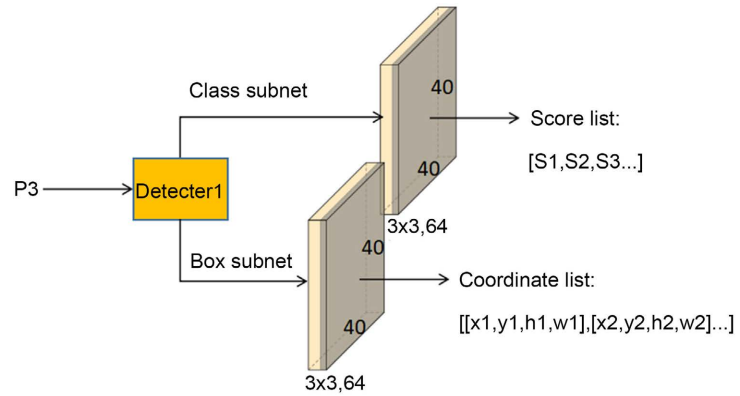 40
Class subnet
Score list:
40
[S1,S2,S3...]
P3
Detecter1
3x3,64
40
Box subnet
Coordinate list:
40
[[x1,y1,h1,w1],[x2,y2,h2,w2]...]
3x3,64